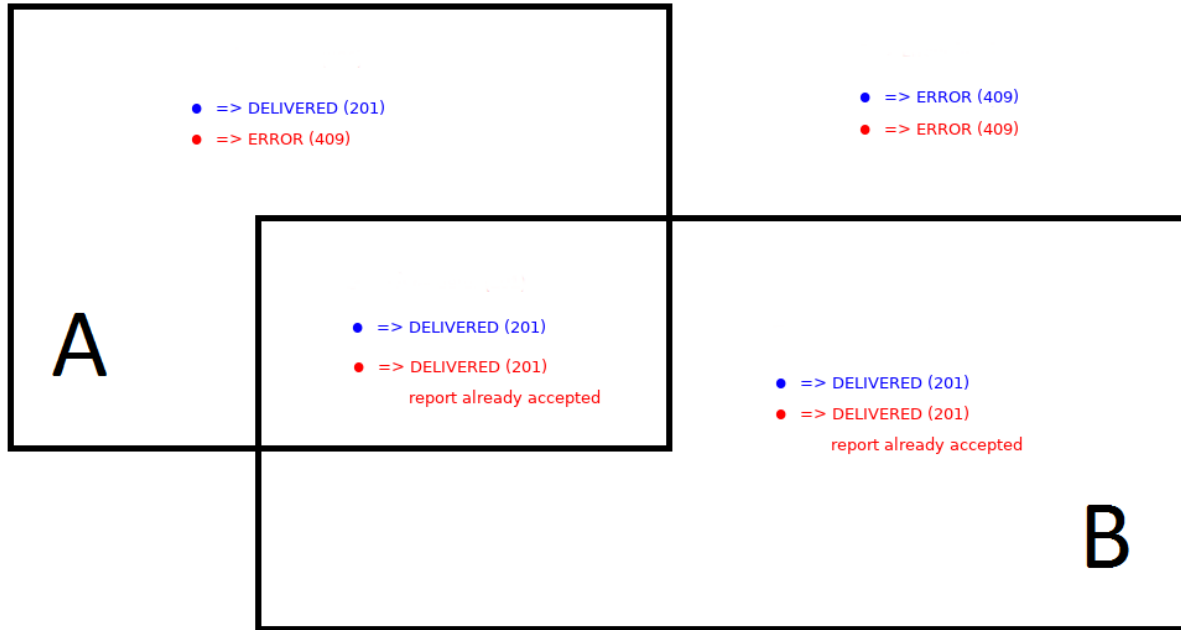 => DELIVERED (201)
=> ERROR (409)
=> ERROR (409)
=> ERROR (409)
A
=> DELIVERED (201)
=> DELIVERED (201)
report already accepted
=> DELIVERED (201)
=> DELIVERED (201)
report already accepted
B